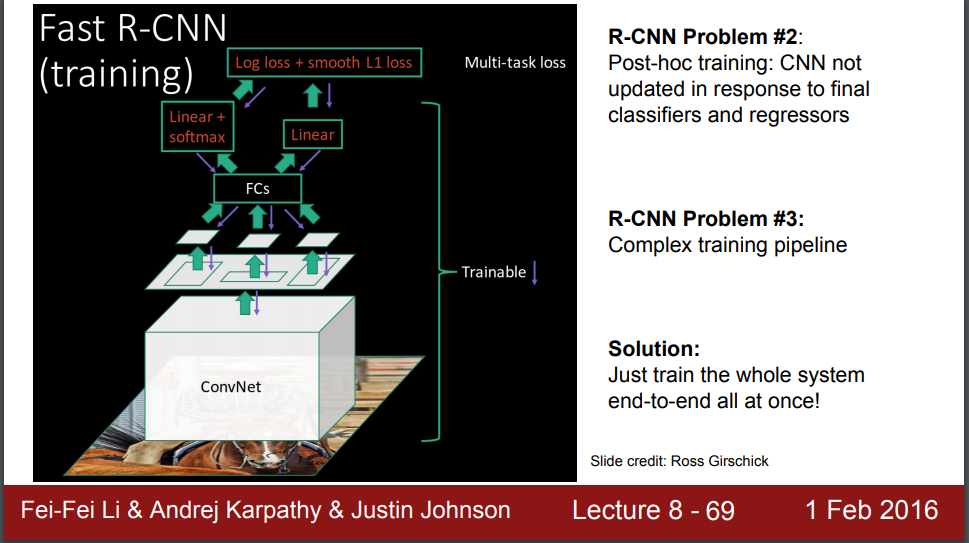 Fast R-CNN
(training)
Log loss + smooth L1 loss
Multi-task loss
Linear +
softmax
Linear
FCs
Trainable
ConvNet
R-CNN Problem #2:
Post-hoc training: CNN not
updated in response to final
classifiers and regressors
R-CNN Problem #3:
Complex training pipeline
Solution:
Just train the whole system
end-to-end all at once!
Slide credit: Ross Girschick
Fei-Fei Li & Andrej Karpathy & Justin Johnson
Lecture 8 - 69
1 Feb 2016